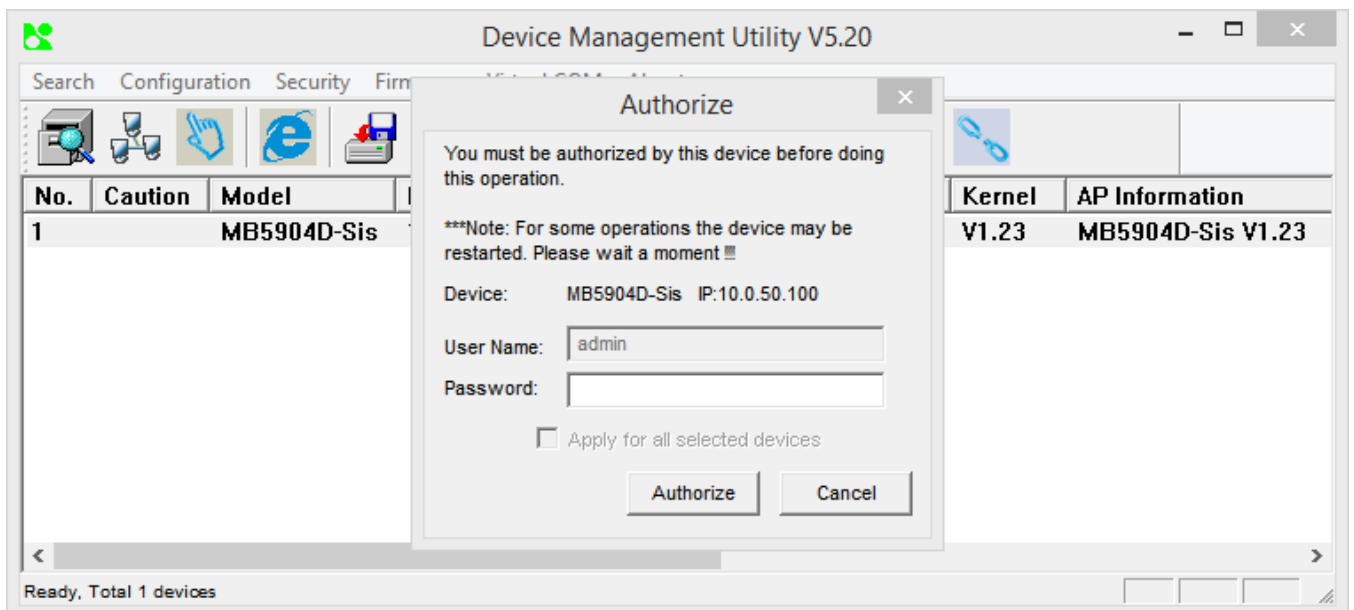 Device Management Utility V5.20
Search Configuration Security
Authorize
You must be authorized by this device before doing
this operation.
***Note: For some operations the device may be
restarted. Please wait a moment !!!
Device: MB5904D-Sis IP:10.0.50.100
User Name: admin
Password:
Apply for all selected devices
Authorize Cancel
No. Caution Model Kernel AP Information
1 MB5904D-Sis V1.23 MB5904D-Sis V1.23
Ready, Total 1 devices